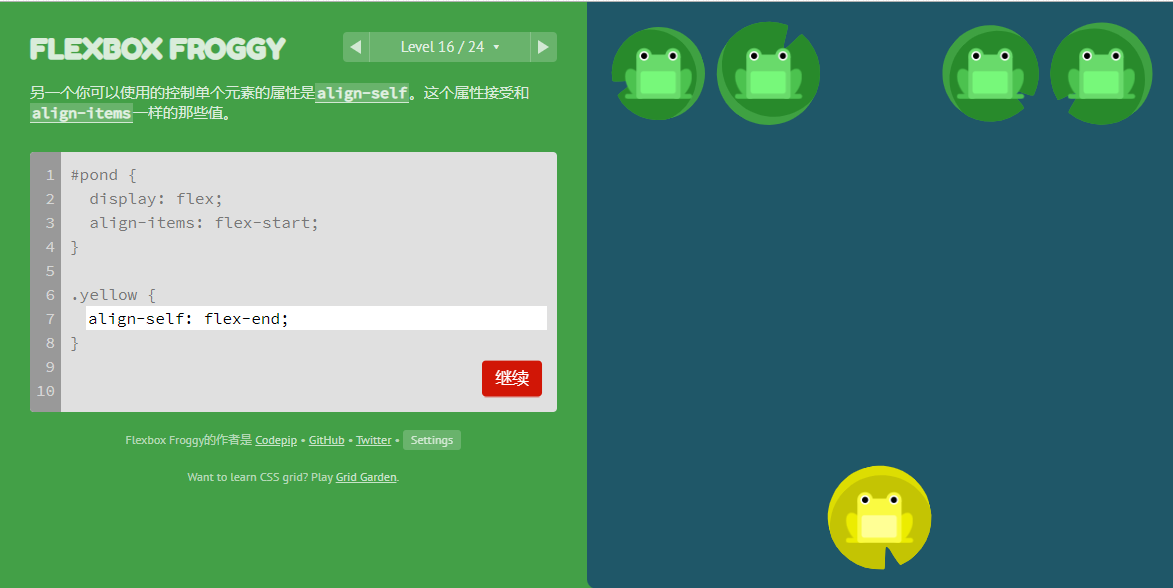 FLEXBOX FROGGY
Level 16 / 24
另一个你可以使用的控制单个元素的属性是align-self。这个属性接受和
align-items一样的那些值。
1 #pond {
2 display: flex;
3 align-items: flex-start;
4 }
5
6 .yellow {
7 align-self: flex-end;
8 }
9
10
继续
Flexbox Froggy的作者是 Codepip • GitHub • Twitter • Settings
Want to learn CSS grid? Play Grid Garden.